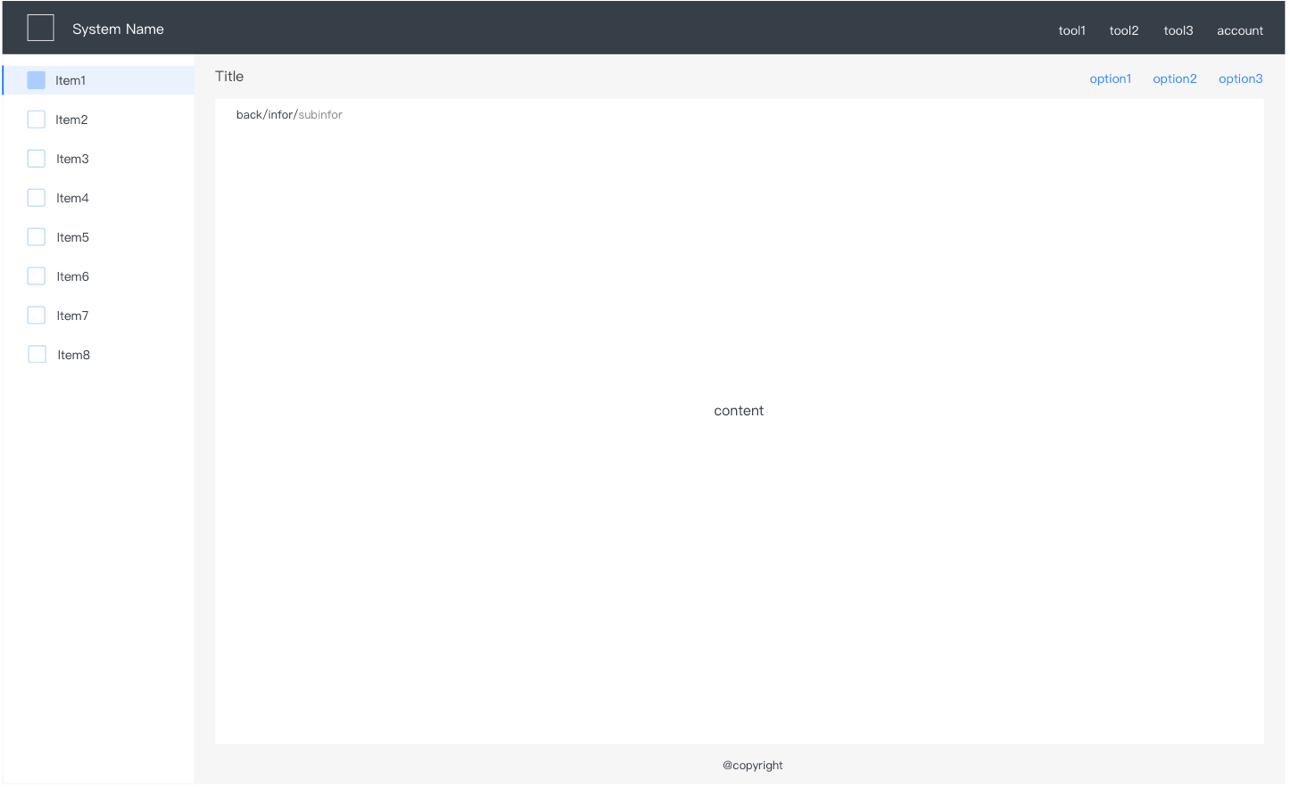 System Name
tool1 tool2 tool3 account
Item1
Item2
Item3
Item4
Item5
Item6
Item7
Item8
Title
option1 option2 option3
back/infor/subinfor
content
@copyright